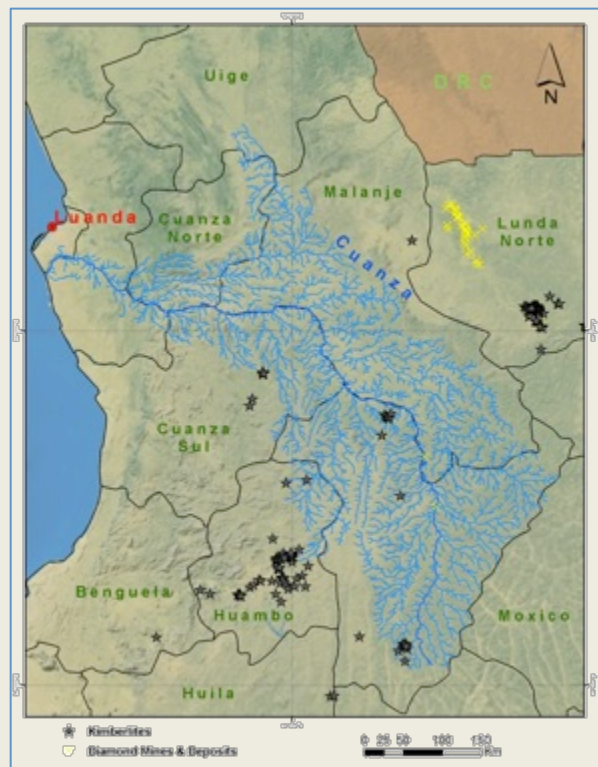 Uige
DRC
N
Malanje
Luanda
Cuanza
Norte
Lunda
Norte
Cuanza
Cuanza
Sul
Benguela
Huambo
Moxico
Huila
Kimberlites
Diamond Mines & Deposits
0 25 50 100 150
Km